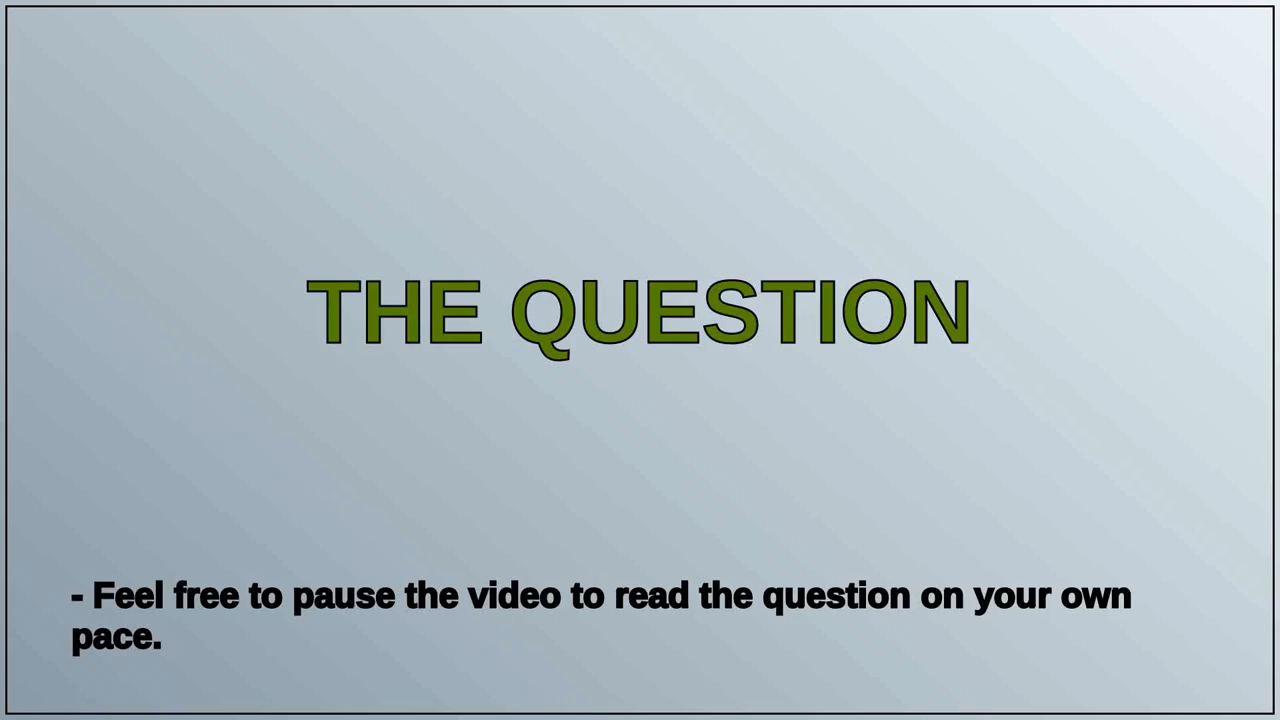 THE QUESTION
- Feel free to pause the video to read the question on your own
pace.